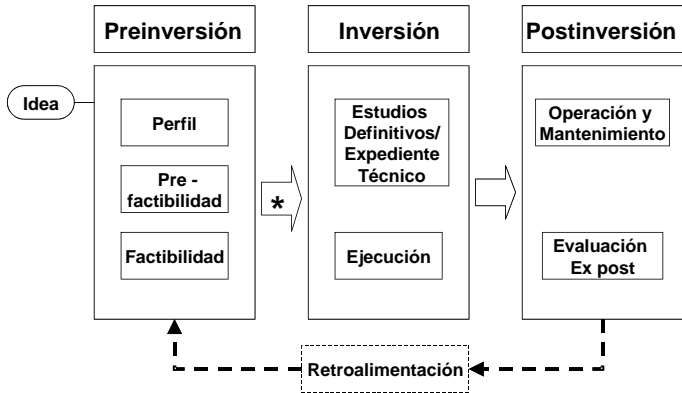 Preinversión
Inversión
Postinversión
Idea
Perfil
Pre -
factibilidad
Factibilidad
*
Estudios
Definitivos/
Expediente
Técnico
Ejecución
Operación y
Mantenimiento
Evaluación
Ex post
Retroalimentación